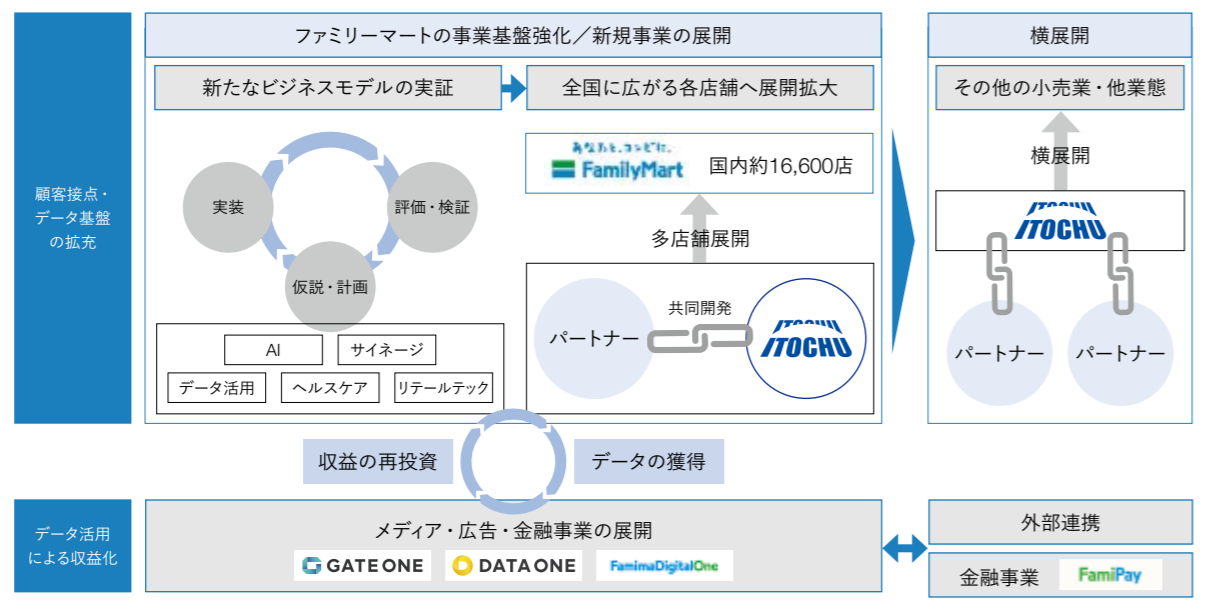 ファミリーマートの事業基盤強化／新規事業の展開
横展開
新たなビジネスモデルの実証
全国に広がる各店舗へ展開拡大
その他の小売業・他業態
顧客接点・
データ基盤
の拡充
実装
評価・検証
仮説・計画
AI
サイネージ
データ活用
ヘルスケア
リテールテック
あなたと、コンビに、
FamilyMart
国内約16,600店
多店舗展開
パートナー
共同開発
ITOCHU
横展開
ITOCHU
パートナー
パートナー
収益の再投資
データの獲得
データ活用
による収益化
メディア・広告・金融事業の展開
GATE ONE
DATA ONE
FamimaDigitalOne
外部連携
金融事業
FamiPay